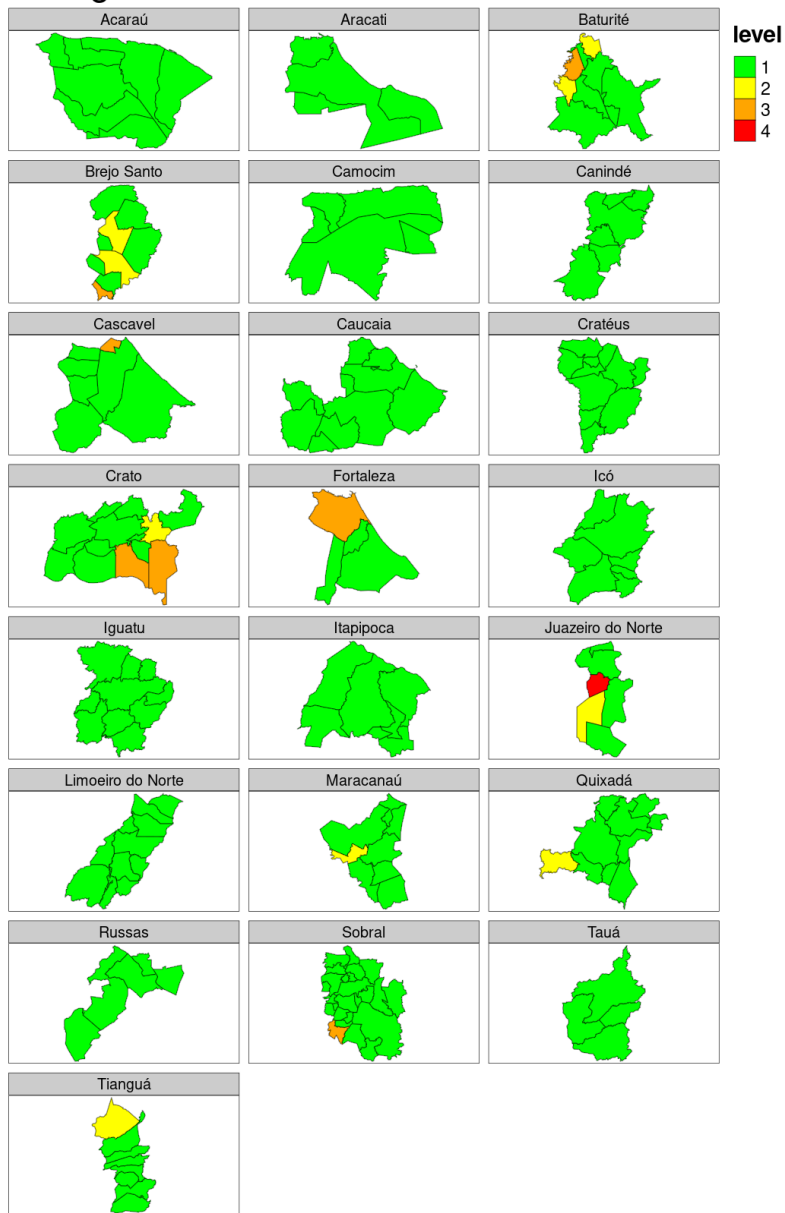 Acaraú
Aracati
Baturité
level
1
2
3
4
Brejo Santo
Camocim
Canindé
Cascavel
Caucaia
Cratéus
Crato
Fortaleza
Icó
Iguatu
Itapipoca
Juazeiro do Norte
Limoeiro do Norte
Maracanaú
Quixadá
Russas
Sobral
Tauá
Tianguá